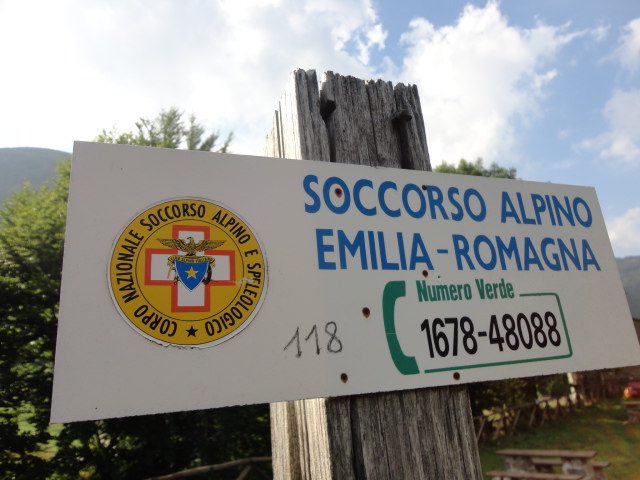 SOCCORSO ALPINO
EMILIA-ROMAGNA
Numero Verde
1678-48088
118
CORPO NAZIONALE SOCCORSO ALPINO E SPELEOLOGICO